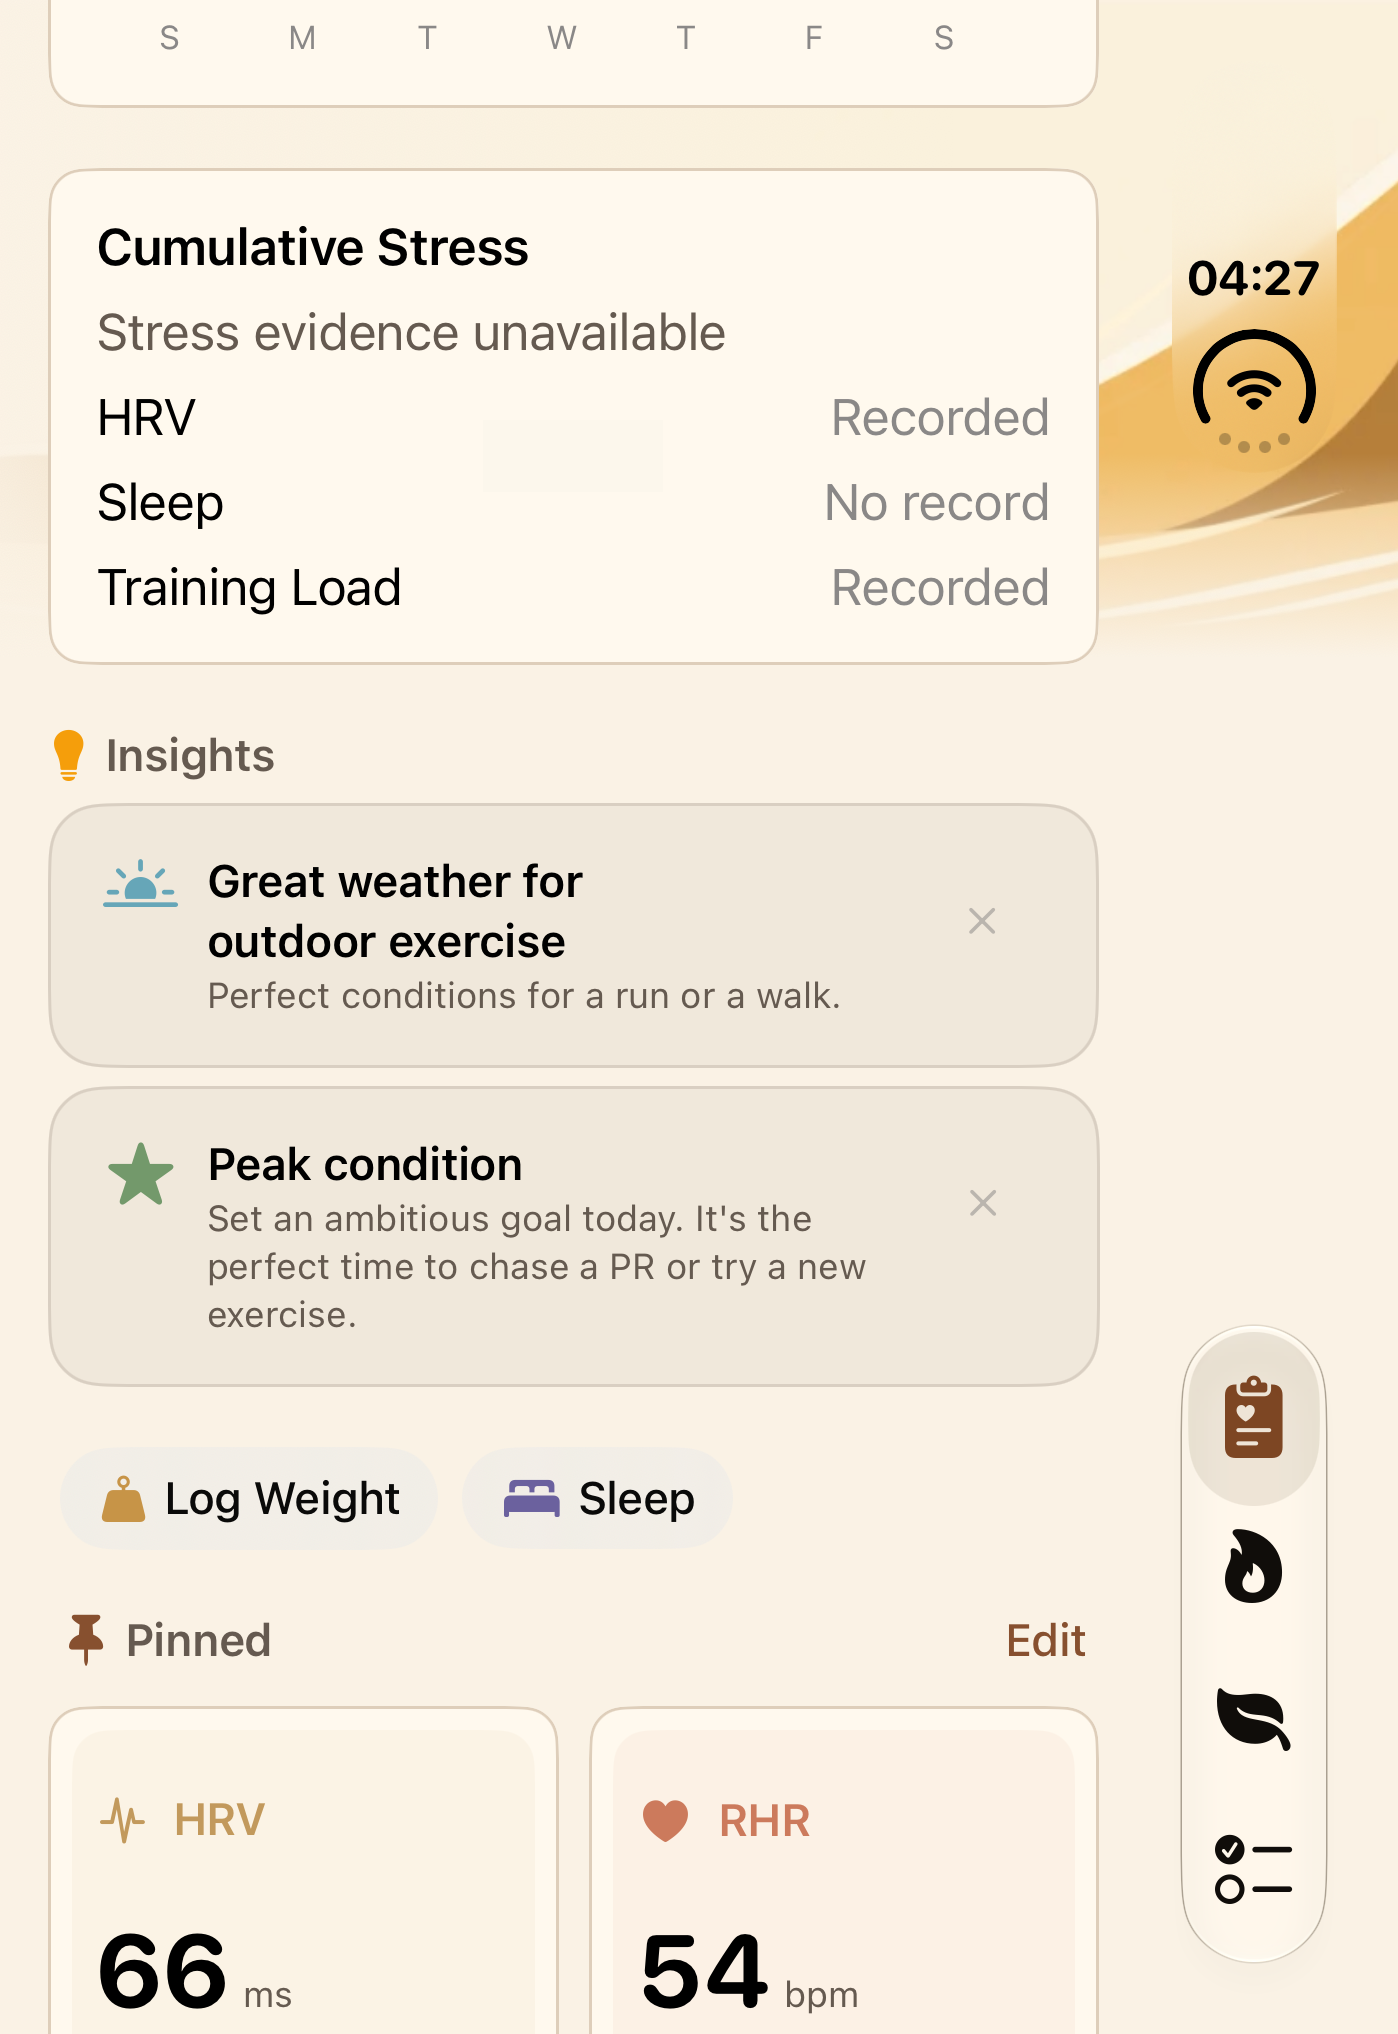 S M T W T F S
04:27
Cumulative Stress
Stress evidence unavailable
HRV Recorded
Sleep No record
Training Load Recorded
Insights
Great weather for
outdoor exercise
Perfect conditions for a run or a walk.
Peak condition
Set an ambitious goal today. It's the
perfect time to chase a PR or try a new
exercise.
Log Weight Sleep
Pinned Edit
HRV RHR
66 ms 54 bpm